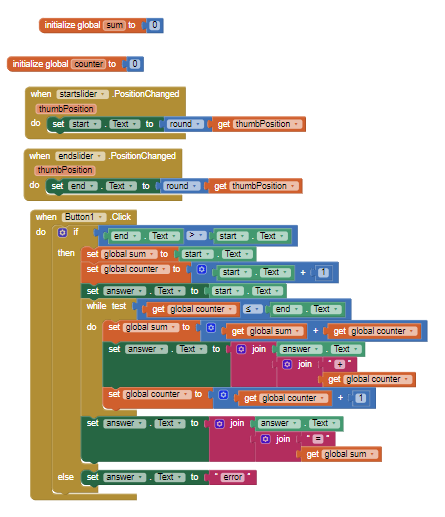 initialize global sum to 0
initialize global counter to 0
when startslider .PositionChanged
thumbPosition
do set start . Text to round get thumbPosition
when endslider .PositionChanged
thumbPosition
do set end . Text to round get thumbPosition
when Button1 .Click
do if end . Text > start . Text
then set global sum to start . Text
set global counter to start . Text + 1
set answer . Text to start . Text
while test get global counter ≤ end . Text
do set global sum to get global sum + get global counter
set answer . Text to join answer . Text
join " + "
get global counter
set global counter to get global counter + 1
set answer . Text to join answer . Text
join " = "
get global sum
else set answer . Text to " error "